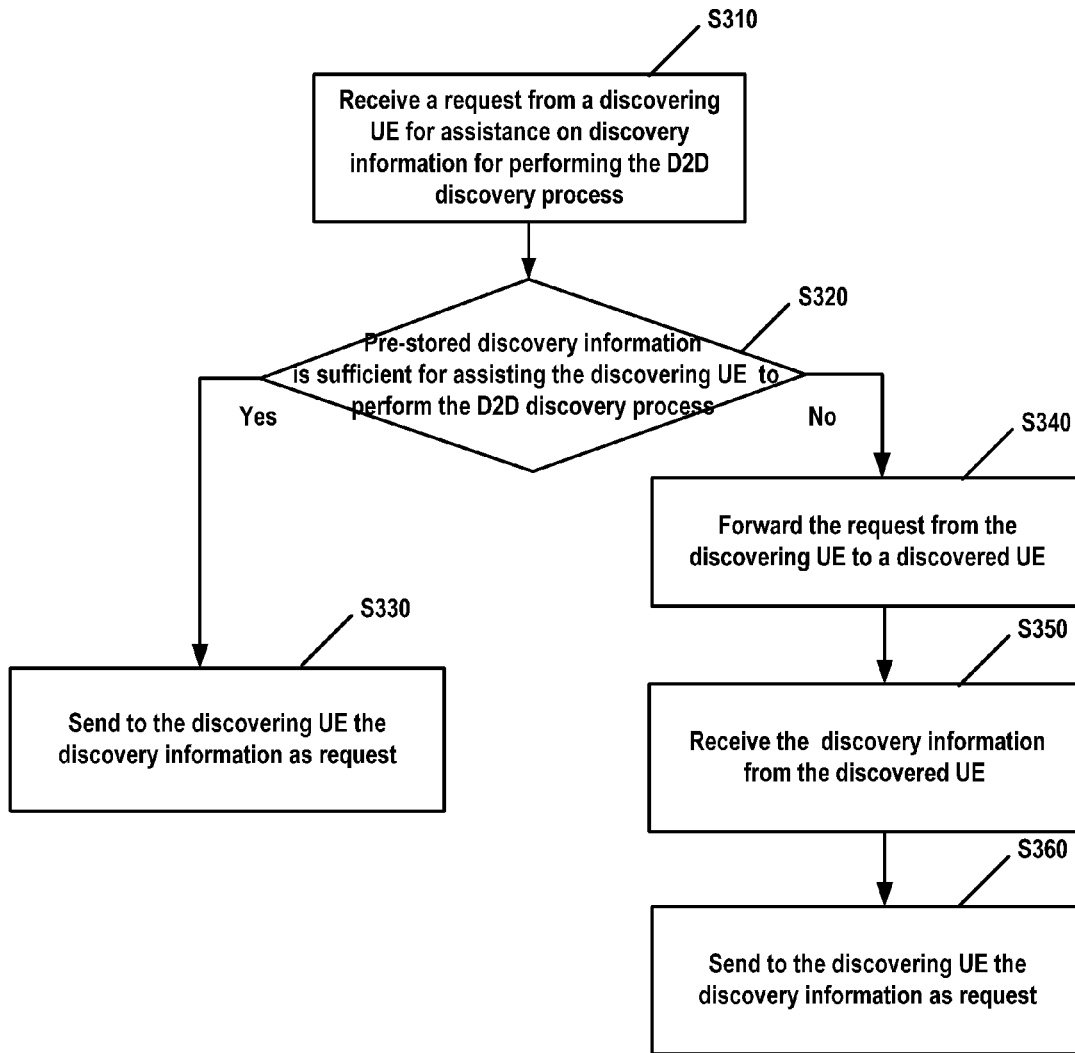 S310
Receive a request from a discovering
UE for assistance on discovery
information for performing the D2D
discovery process
S320
Pre-stored discovery information
is sufficient for assisting the discovering UE to
perform the D2D discovery process
Yes
No
S340
Forward the request from the
discovering UE to a discovered UE
S330
Send to the discovering UE the
discovery information as request
S350
Receive the discovery information
from the discovered UE
S360
Send to the discovering UE the
discovery information as request